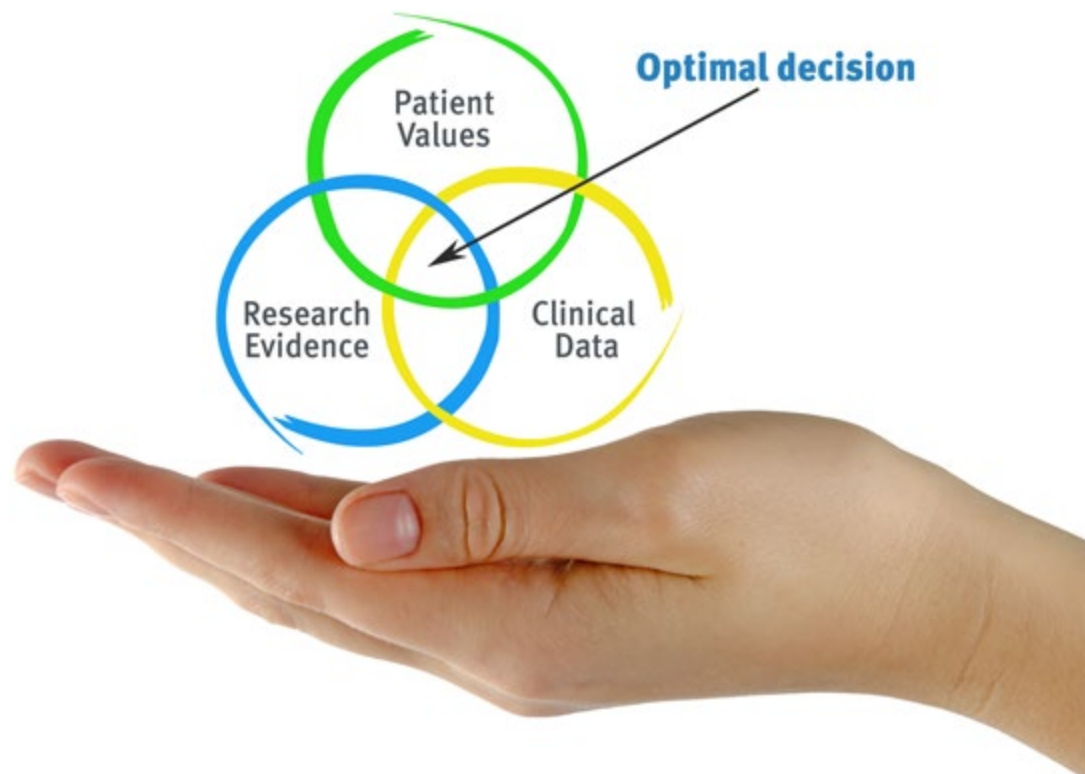 Optimal decision
Patient
Values
Research
Evidence
Clinical
Data